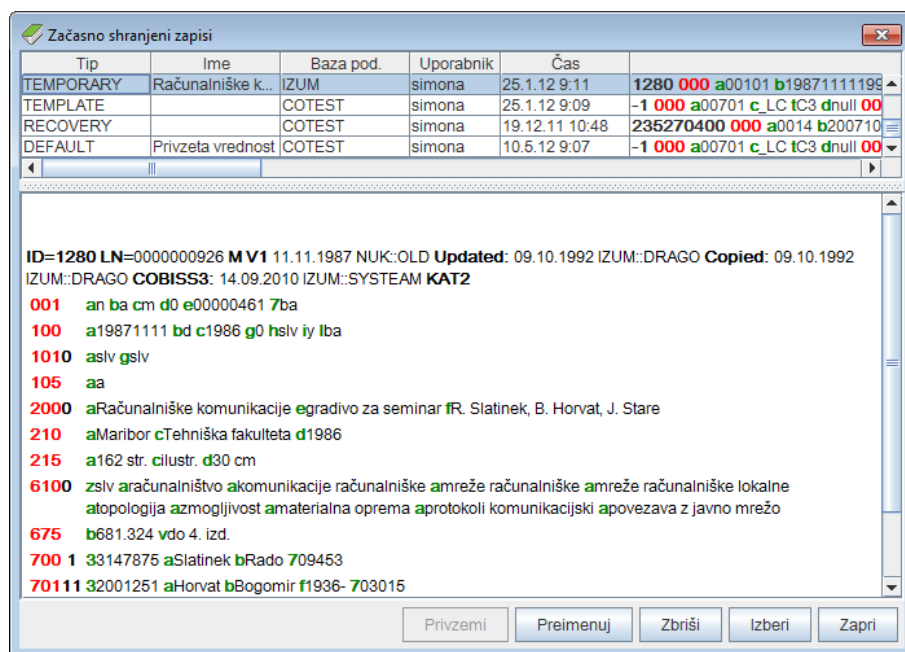 Začasno shranjeni zapisi
Tip Ime Baza pod. Uporabnik Čas
TEMPORARY Računalniške k... IZUM simona 25.1.12 9:11 1280 000 a00101 b19871111199
TEMPLATE COTEST simona 25.1.12 9:09 -1 000 a00701 c_LC tC3 dnull 00
RECOVERY COTEST simona 19.12.11 10:48 235270400 000 a0014 b200710
DEFAULT Privzeta vrednost COTEST simona 10.5.12 9:07 -1 000 a00701 c_LC tC3 dnull 00
ID=1280 LN=0000000926 M V1 11.11.1987 NUK::OLD Updated: 09.10.1992 IZUM::DRAGO Copied: 09.10.1992
IZUM::DRAGO COBISS3: 14.09.2010 IZUM::SYSTEAM KAT2
001 an ba cm d0 e00000461 7ba
100 a19871111 bd c1986 g0 hslv iy lba
1010 aslv gslv
105 aa
2000 aRačunalniške komunikacije egradivo za seminar fR. Slatinek, B. Horvat, J. Stare
210 aMaribor cTehniška fakulteta d1986
215 a162 str. cilustr. d30 cm
6100 zslv aračunalništvo akomunikacije računalniške amreže računalniške amreže računalniške lokalne
atopologija azmogljivost amaterialna oprema aprotokoli komunikacijski apovezava z javno mrežo
675 b681.324 vdo 4. izd.
700 1 33147875 aSlatinek bRado 709453
70111 32001251 aHorvat bBogomir f1936- 703015
Privzemi Preimenuj Zbriši Izberi Zapri